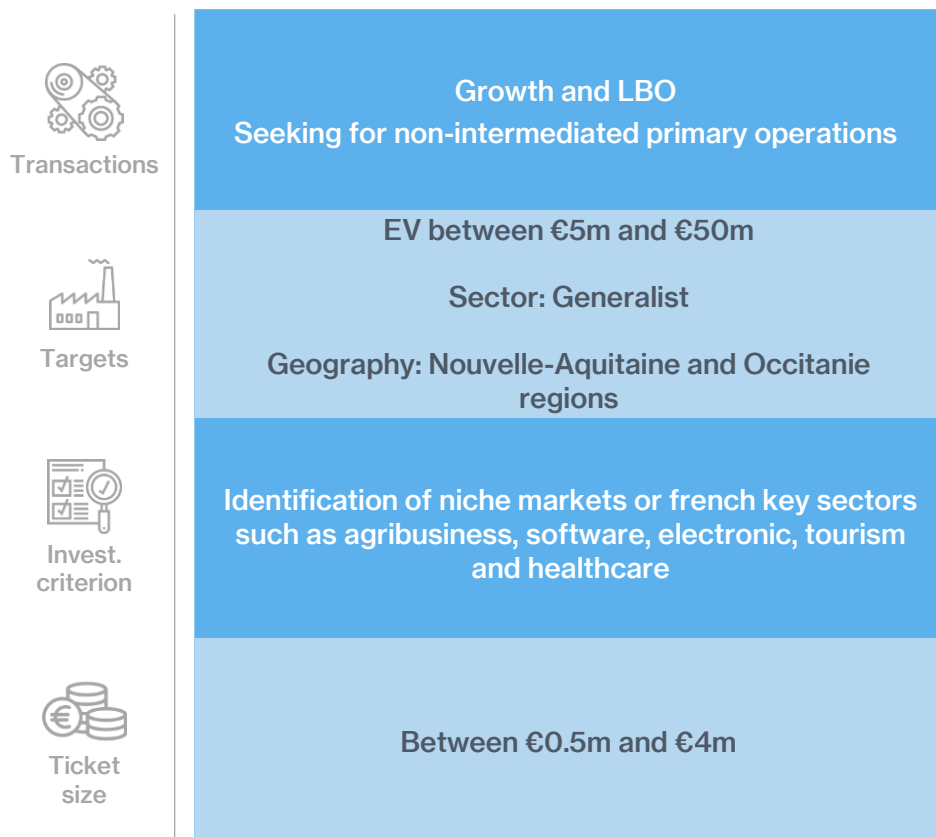 Transactions
Growth and LBO
Seeking for non-intermediated primary operations
Targets
EV between €5m and €50m
Sector: Generalist
Geography: Nouvelle-Aquitaine and Occitanie
regions
Invest.
criterion
Identification of niche markets or french key sectors
such as agribusiness, software, electronic, tourism
and healthcare
€
Ticket
size
Between €0.5m and €4m